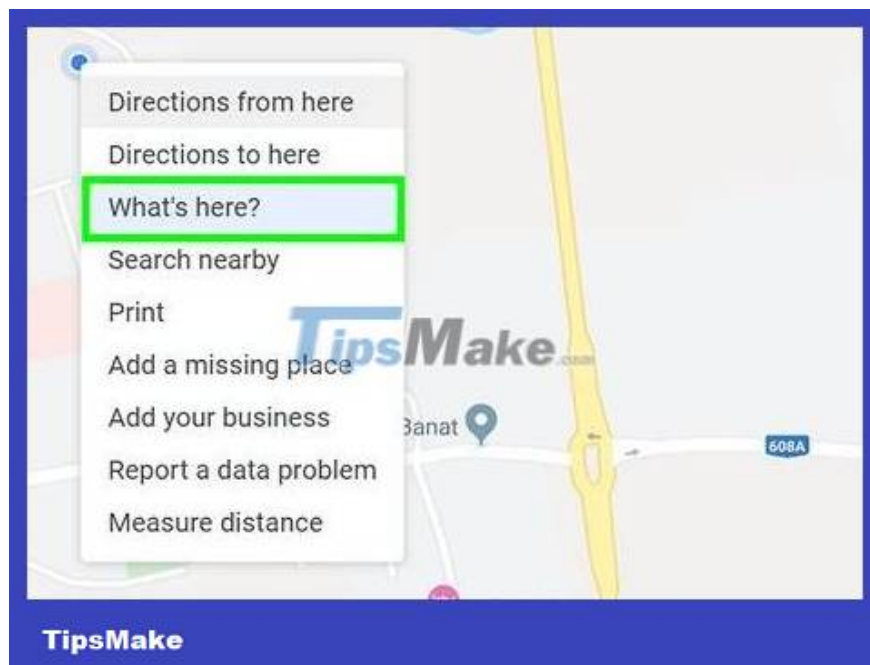 Directions from here
Directions to here
What's here?
Search nearby
Print
Add a missing place
Add your business
Report a data problem
Measure distance
TipsMake.com
Banat
608A
TipsMake